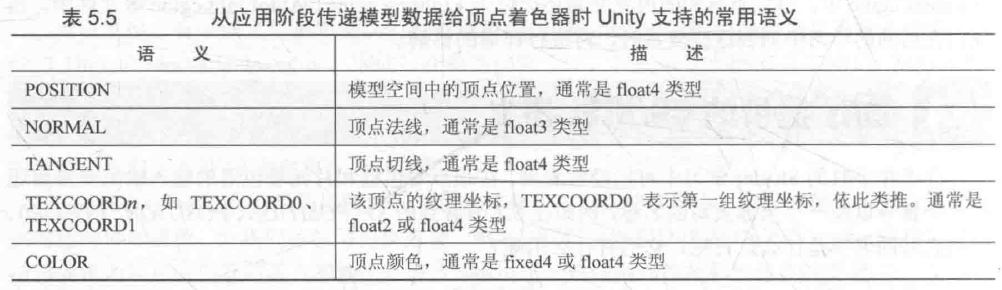 表 5.5 从应用阶段传递模型数据给顶点着色器时 Unity 支持的常用语义
语 义 描 述
POSITION 模型空间中的顶点位置，通常是 float4 类型
NORMAL 顶点法线，通常是 float3 类型
TANGENT 顶点切线，通常是 float4 类型
TEXCOORDn，如 TEXCOORD0、 该顶点的纹理坐标，TEXCOORD0 表示第一组纹理坐标，依此类推。通常是
TEXCOORD1 float2 或 float4 类型
COLOR 顶点颜色，通常是 fixed4 或 float4 类型